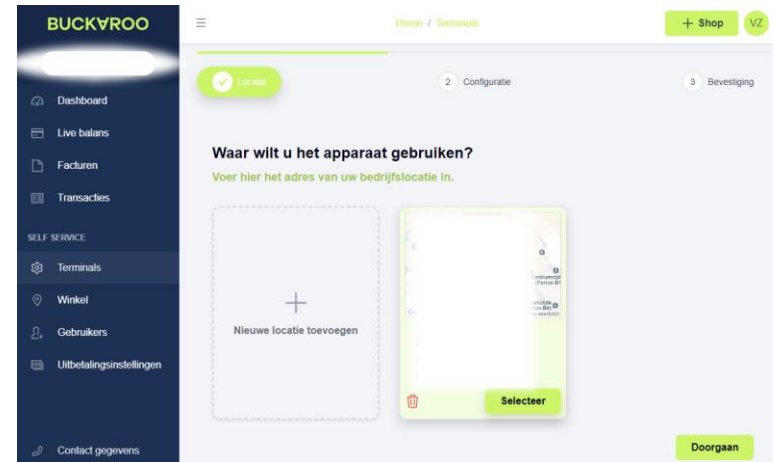 BUCKAROO
Home / Terminals
+ Shop
VZ
Locatie
2 Configuratie
3 Bevestiging
Dashboard
Live balans
Facturen
Transacties
SELF SERVICE
Terminals
Winkel
Gebruikers
Uitbetalingsinstellingen
Contact gegevens
Waar wilt u het apparaat gebruiken?
Voer hier het adres van uw bedrijfslocatie in.
Nieuwe locatie toevoegen
Selecteer
Doorgaan